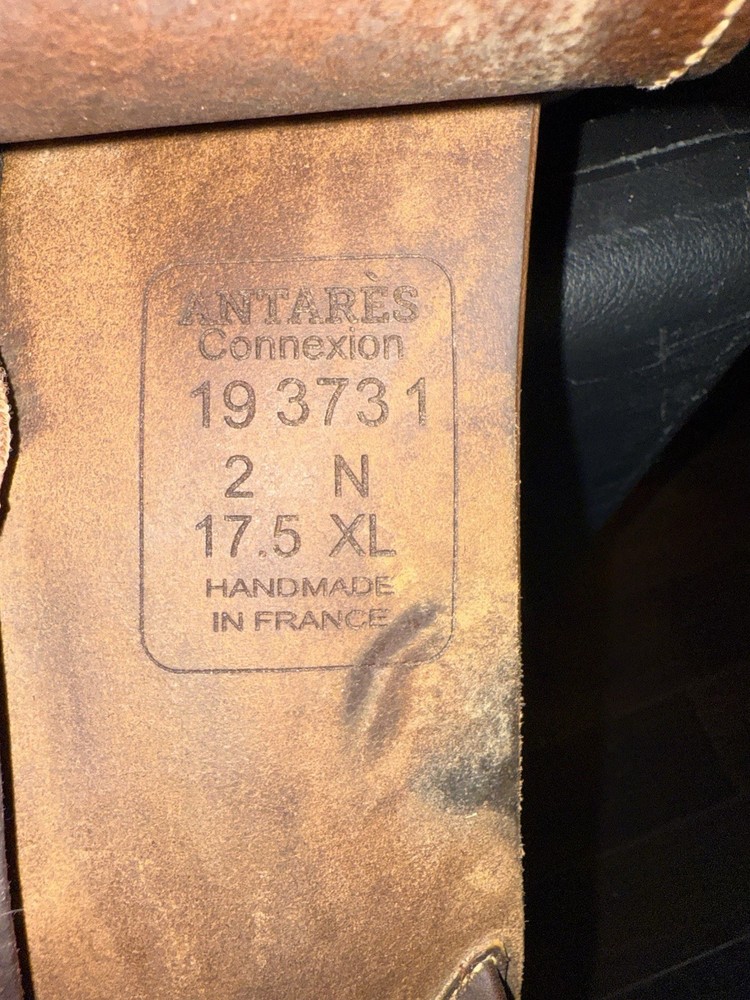 ANTARÈS
Connexion
19 3731
2 N
17.5 XL
HANDMADE
IN FRANCE